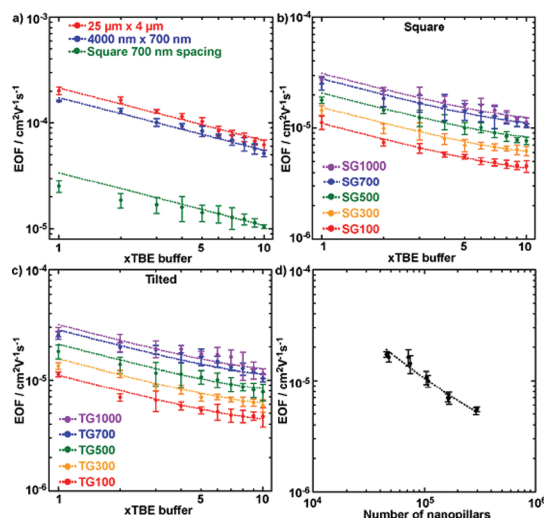 a)
25 µm x 4 µm
4000 nm x 700 nm
Square 700 nm spacing
EOF / cm²V⁻¹s⁻¹
10⁻³
10⁻⁴
10⁻⁵
1
5
10
xTBE buffer
b)
Square
EOF / cm²V⁻¹s⁻¹
10⁻⁴
10⁻⁵
10⁻⁶
SG1000
SG700
SG500
SG300
SG100
1
5
10
xTBE buffer
c)
Tilted
EOF / cm²V⁻¹s⁻¹
10⁻⁴
10⁻⁵
10⁻⁶
TG1000
TG700
TG500
TG300
TG100
1
5
10
xTBE buffer
d)
EOF / cm²V⁻¹s⁻¹
10⁻⁴
10⁻⁵
10⁻⁶
10⁴
10⁵
10⁶
Number of nanopillars